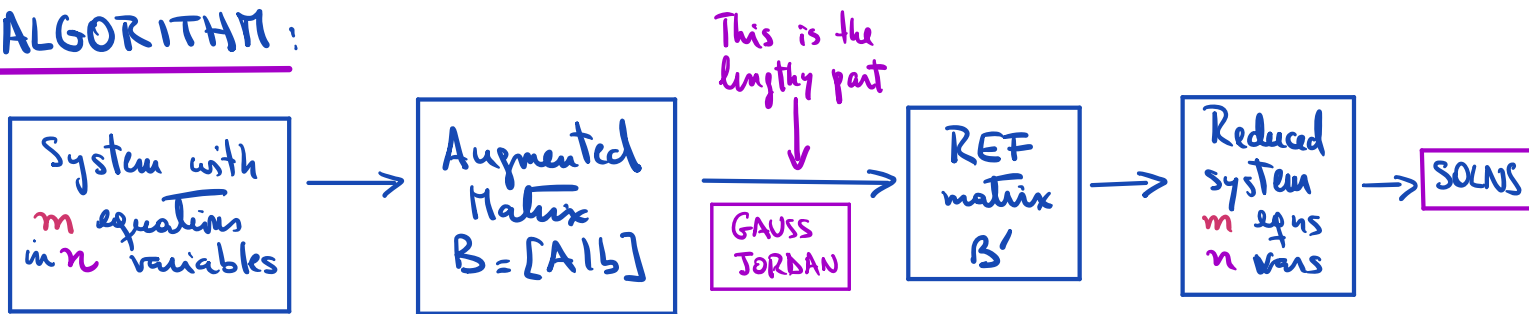 ALGORITHM:
This is the
lengthy part
System with
m equations
in n variables
Augmented
Matrix
B = [A|b]
GAUSS
JORDAN
REF
matrix
B'
Reduced
system
m eqns
n vars
SOLNS